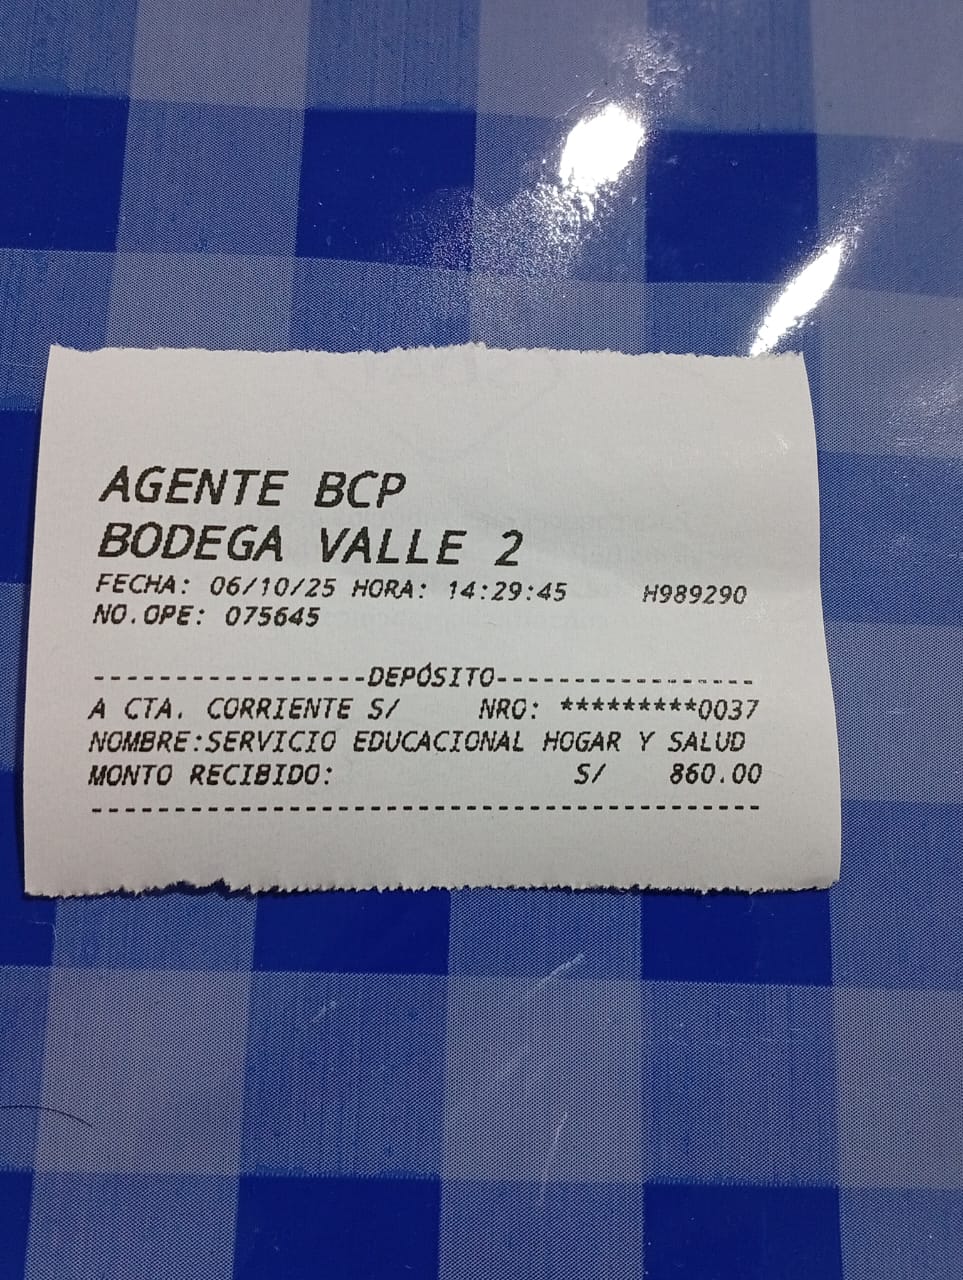 AGENTE BCP
BODEGA VALLE 2
FECHA: 06/10/25 HORA: 14:29:45 H989290
NO.OPE: 075645
-----------------DEPÓSITO-----------------
A CTA. CORRIENTE S/ NRO: *********0037
NOMBRE:SERVICIO EDUCACIONAL HOGAR Y SALUD
MONTO RECIBIDO: S/ 860.00
------------------------------------------